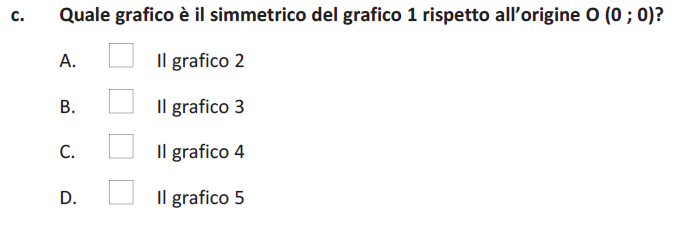 c. Quale grafico è il simmetrico del grafico 1 rispetto all’origine O (0 ; 0)?
A. Il grafico 2
B. Il grafico 3
C. Il grafico 4
D. Il grafico 5